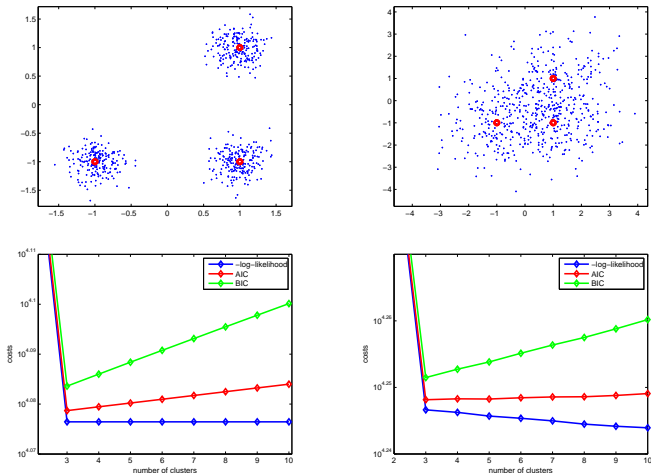 1.5
1
0.5
0
−0.5
−1
−1.5
−1.5 −1 −0.5 0 0.5 1 1.5
4
3
2
1
0
−1
−2
−3
−4
−4 −3 −2 −1 0 1 2 3 4
10^4.11
10^4.1
10^4.09
10^4.08
10^4.07
costs
−log−likelihood
AIC
BIC
3 4 5 6 7 8 9 10
number of clusters
10^4.26
10^4.25
10^4.24
costs
−log−likelihood
AIC
BIC
2 3 4 5 6 7 8 9 10
number of clusters